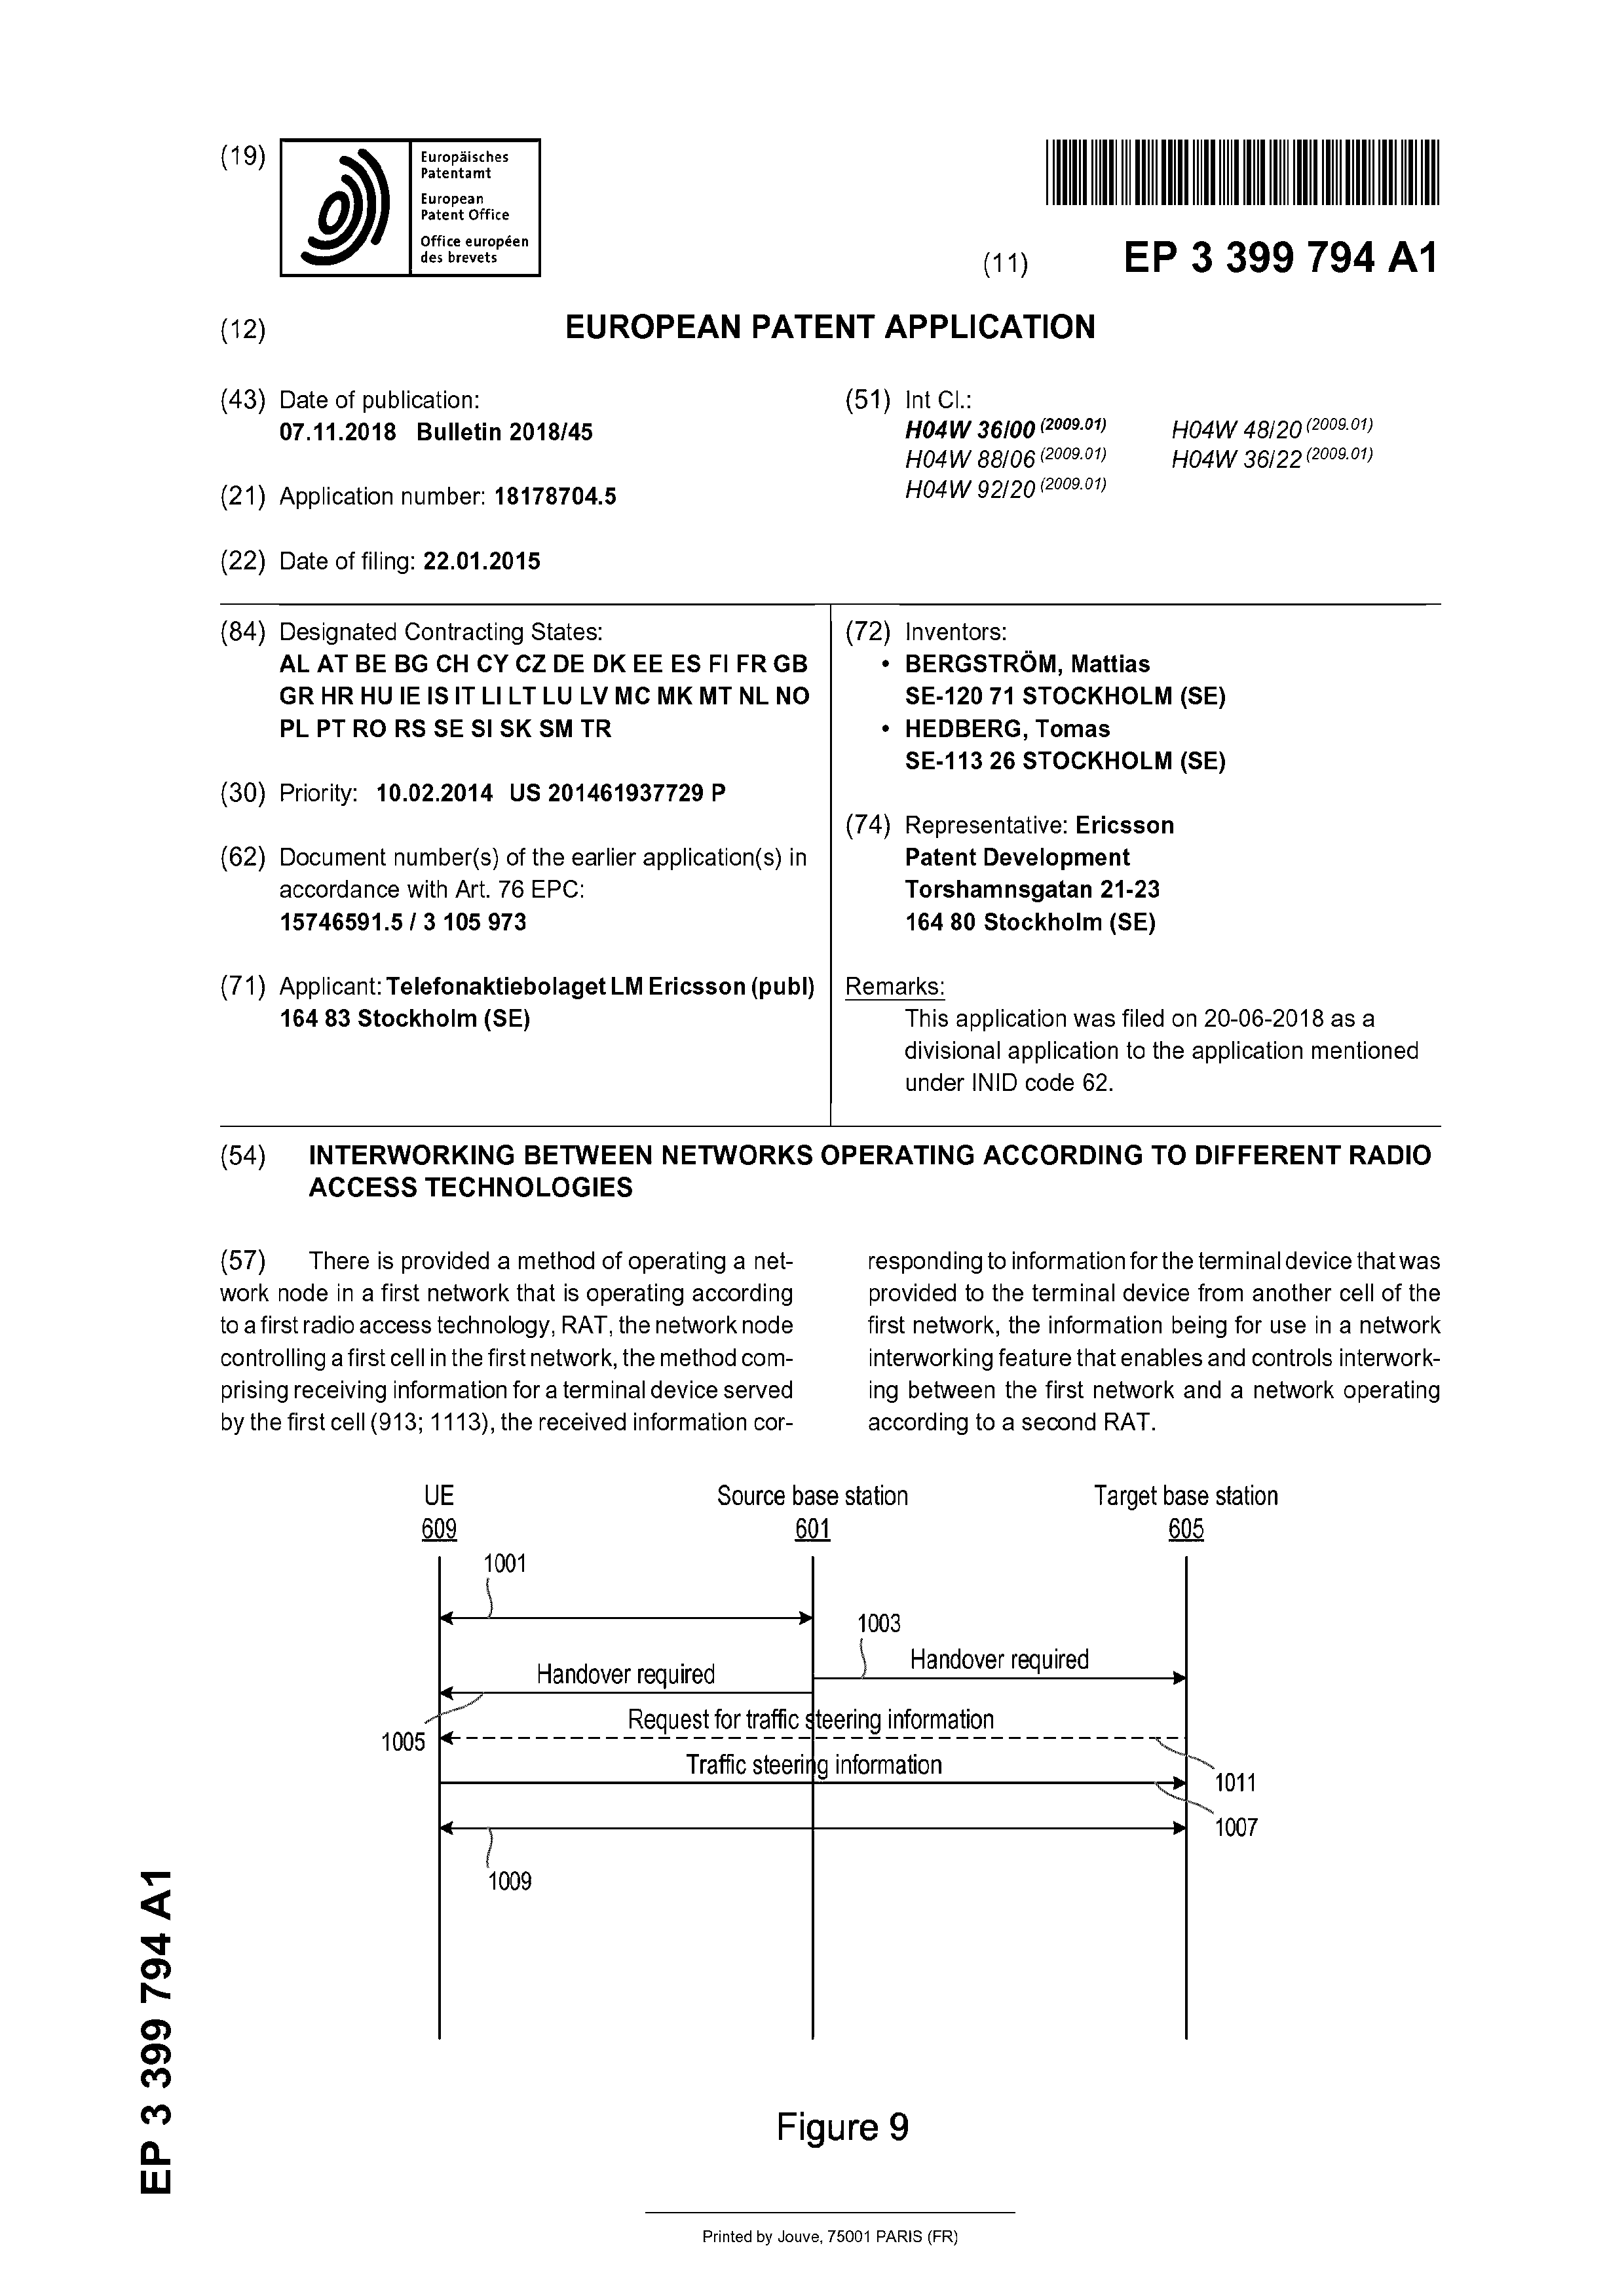 (19)
Europäisches
Patentamt
European
Patent Office
Office européen
des brevets
(11) EP 3 399 794 A1
(12) EUROPEAN PATENT APPLICATION
(43) Date of publication:
07.11.2018 Bulletin 2018/45
(21) Application number: 18178704.5
(22) Date of filing: 22.01.2015
(51) Int Cl.:
H04W 36/00 (2009.01) H04W 48/20 (2009.01)
H04W 88/06 (2009.01) H04W 36/22 (2009.01)
H04W 92/20 (2009.01)
(84) Designated Contracting States:
AL AT BE BG CH CY CZ DE DK EE ES FI FR GB
GR HR HU IE IS IT LI LT LU LV MC MK MT NL NO
PL PT RO RS SE SI SK SM TR
(30) Priority: 10.02.2014 US 201461937729 P
(62) Document number(s) of the earlier application(s) in
accordance with Art. 76 EPC:
15746591.5 / 3 105 973
(71) Applicant: Telefonaktiebolaget LM Ericsson (publ)
164 83 Stockholm (SE)
(72) Inventors:
• BERGSTRÖM, Mattias
SE-120 71 STOCKHOLM (SE)
• HEDBERG, Tomas
SE-113 26 STOCKHOLM (SE)
(74) Representative: Ericsson
Patent Development
Torshamnsgatan 21-23
164 80 Stockholm (SE)
Remarks:
This application was filed on 20-06-2018 as a
divisional application to the application mentioned
under INID code 62.
(54) INTERWORKING BETWEEN NETWORKS OPERATING ACCORDING TO DIFFERENT RADIO
ACCESS TECHNOLOGIES
(57) There is provided a method of operating a net-
work node in a first network that is operating according
to a first radio access technology, RAT, the network node
controlling a first cell in the first network, the method com-
prising receiving information for a terminal device served
by the first cell (913; 1113), the received information cor-
responding to information for the terminal device that was
provided to the terminal device from another cell of the
first network, the information being for use in a network
interworking feature that enables and controls interwork-
ing between the first network and a network operating
according to a second RAT.
UE Source base station Target base station
609 601 605
1001
1003
Handover required
Handover required
Request for traffic steering information
1005
Traffic steering information
1011
1007
1009
Figure 9
EP 3 399 794 A1
Printed by Jouve, 75001 PARIS (FR)